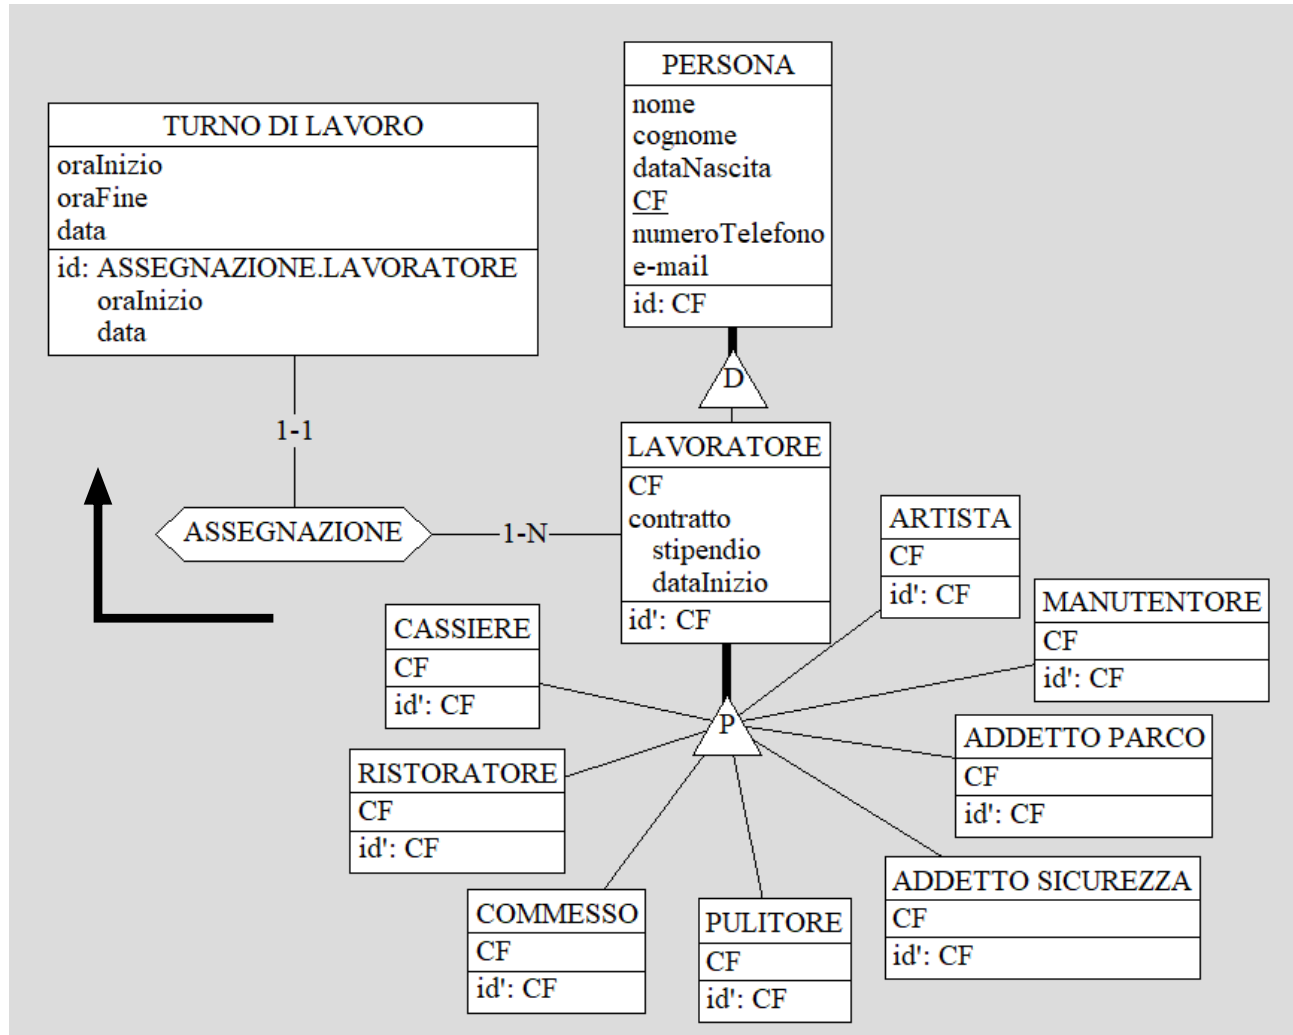 PERSONA
nome
cognome
dataNascita
CF
numeroTelefono
e-mail
id: CF
TURNO DI LAVORO
oraInizio
oraFine
data
id: ASSEGNAZIONE.LAVORATORE
oraInizio
data
D
1-1
ASSEGNAZIONE
1-N
LAVORATORE
CF
contratto
stipendio
dataInizio
id': CF
ARTISTA
CF
id': CF
MANUTENTORE
CF
id': CF
CASSIERE
CF
id': CF
P
ADDETTO PARCO
CF
id': CF
RISTORATORE
CF
id': CF
ADDETTO SICUREZZA
CF
id': CF
COMMESSO
CF
id': CF
PULITORE
CF
id': CF